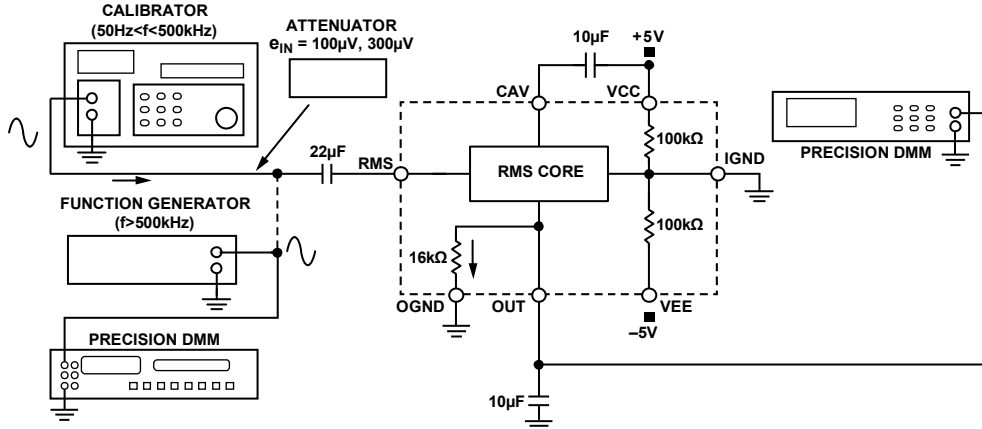 CALIBRATOR
(50Hz<f<500kHz)
ATTENUATOR
eIN = 100µV, 300µV
10µF
+5V
CAV
VCC
100kΩ
PRECISION DMM
22µF
RMS
RMS CORE
IGND
FUNCTION GENERATOR
(f>500kHz)
100kΩ
16kΩ
OGND
OUT
VEE
–5V
PRECISION DMM
10µF